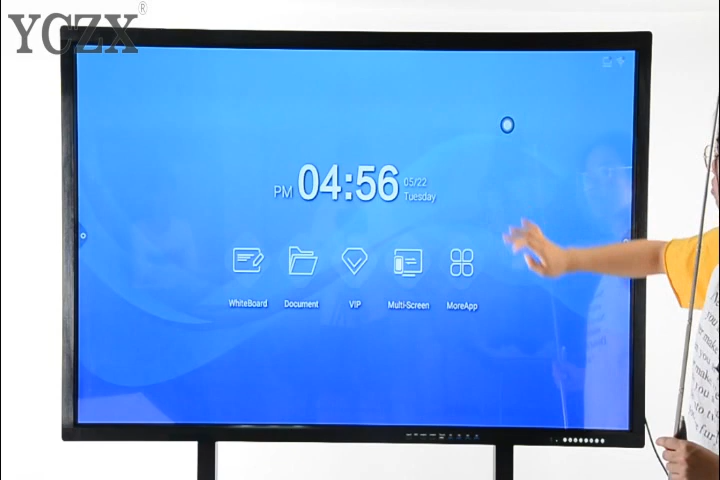 YCZX®
PM 04:56 05/22
Tuesday
WhiteBoard Document VIP Multi-Screen MoreApp